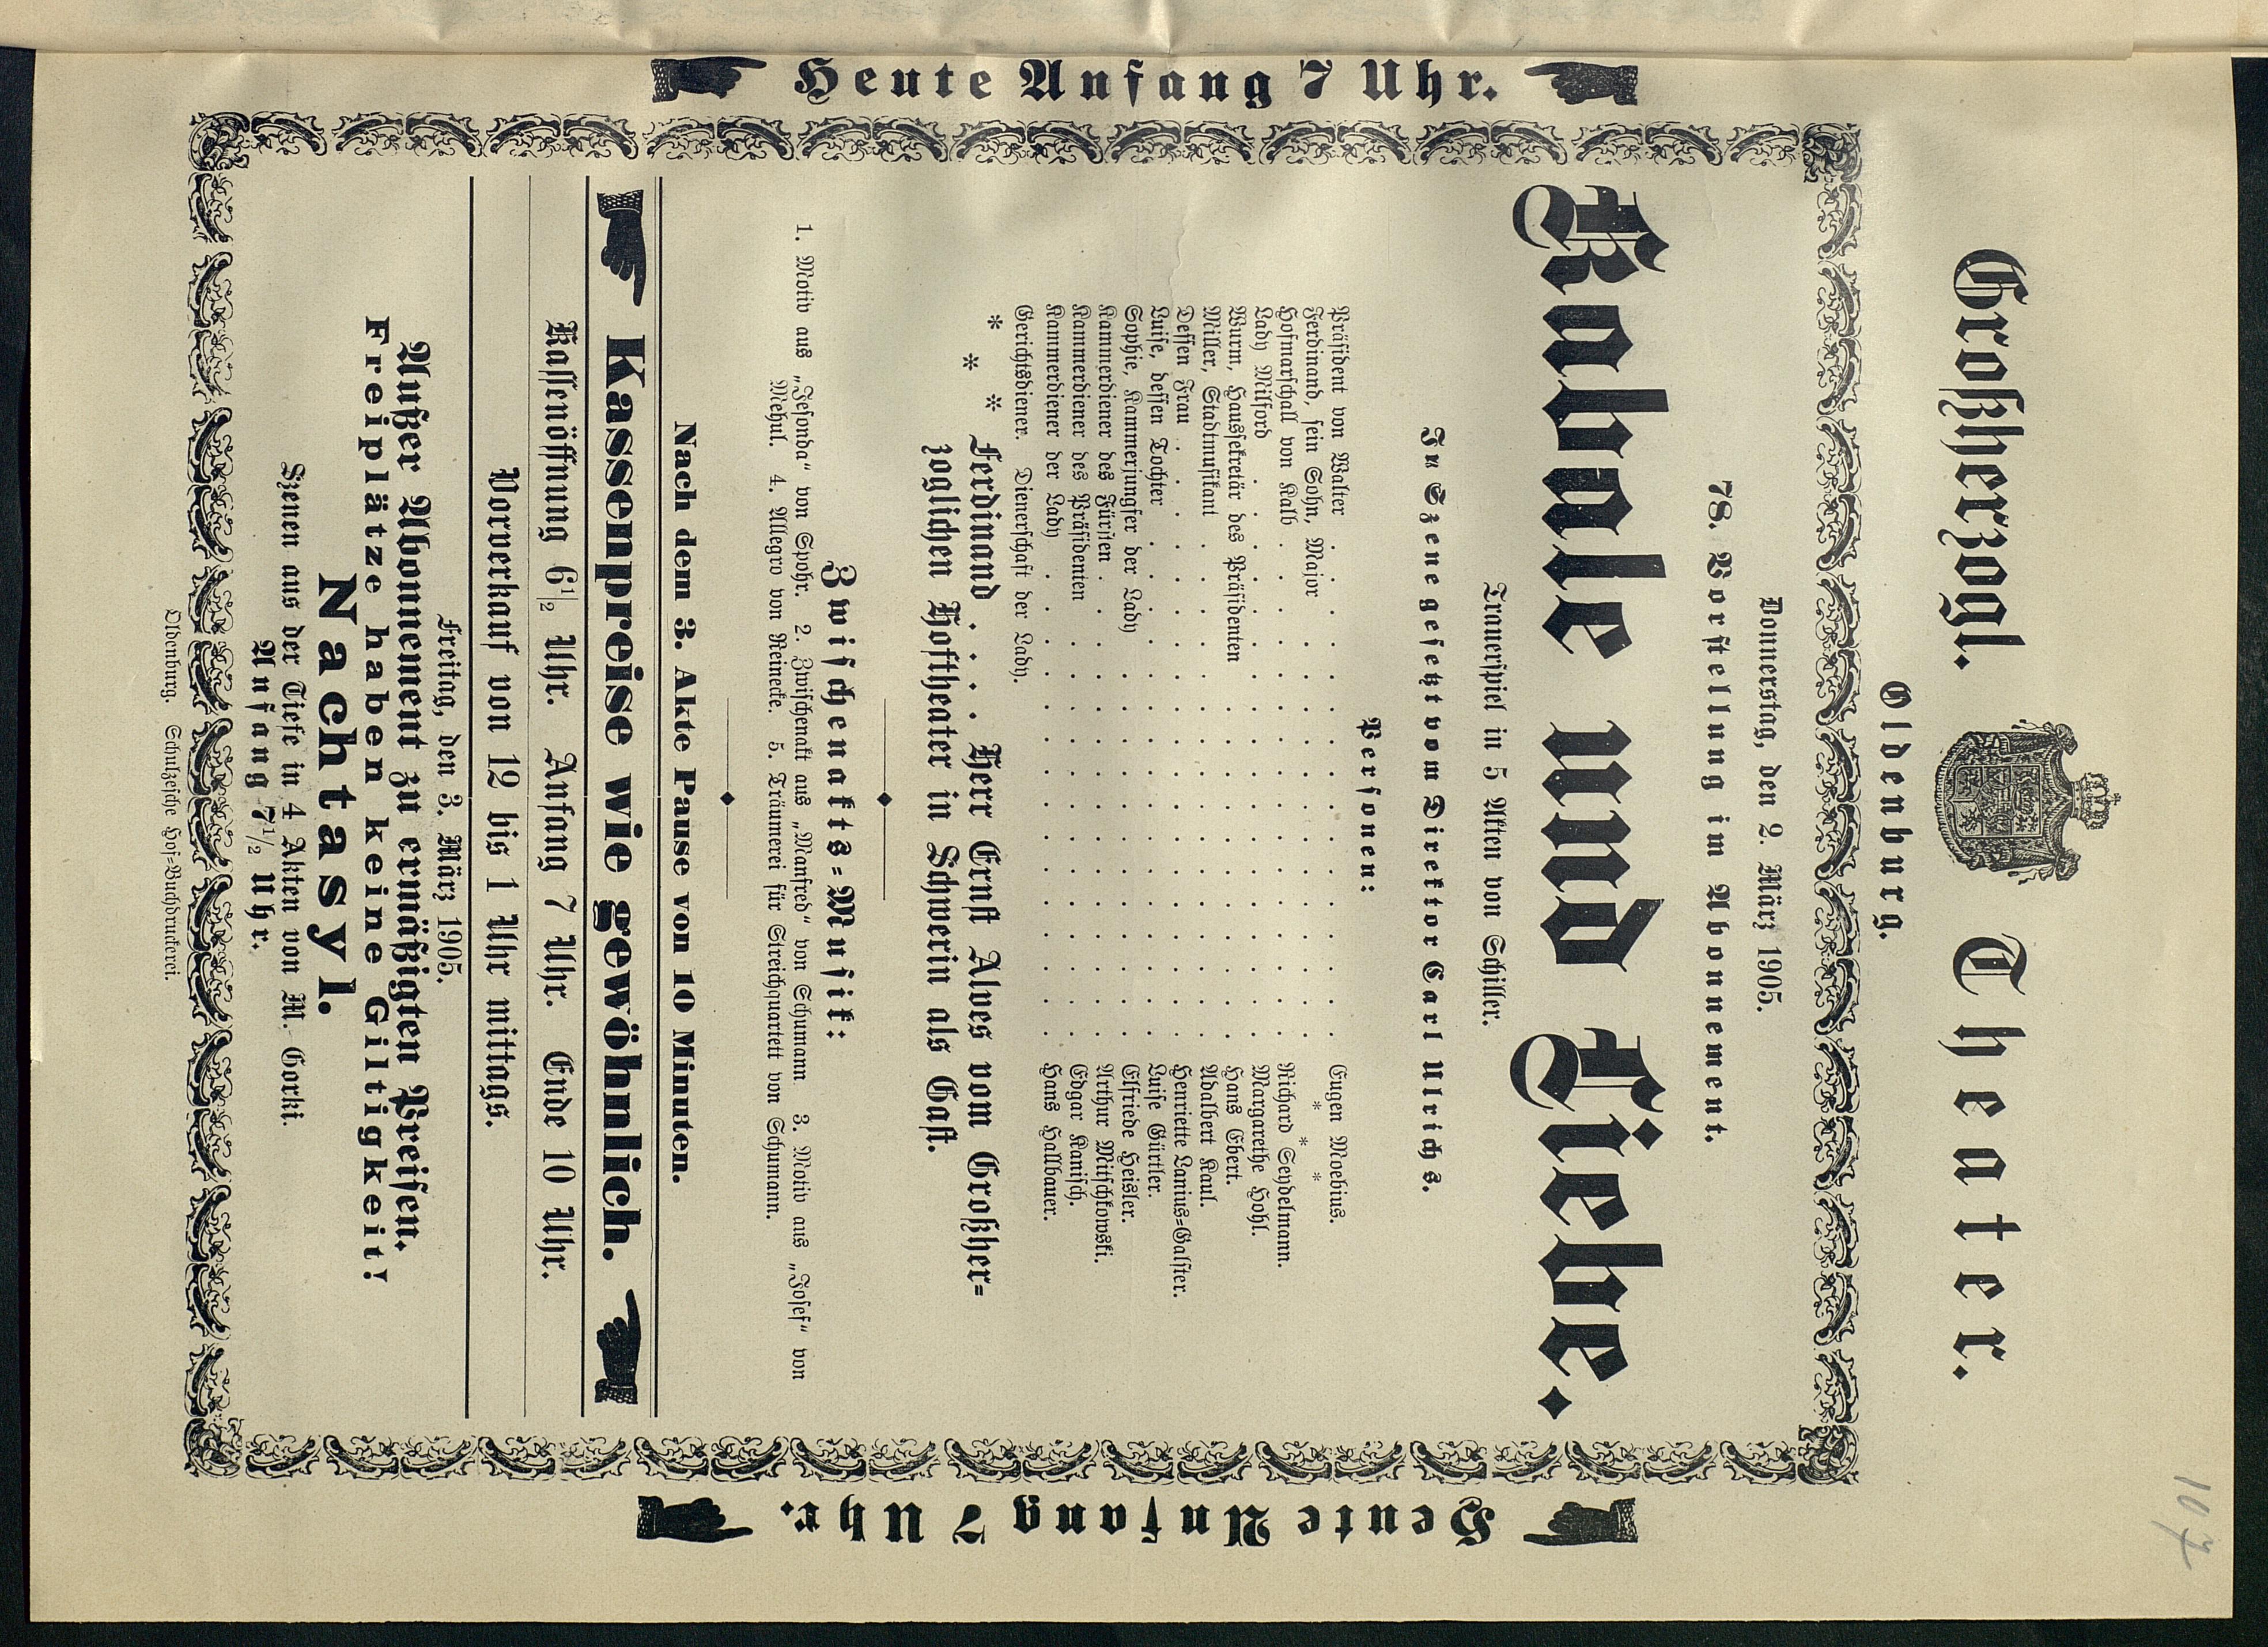 107
Großherzogl. Theater.
Oldenburg.
Donnerstag, den 2. März 1905.
78. Vorstellung im Abonnement.
Kabale und Liebe.
Trauerspiel in 5 Akten von Schiller.
In Szene gesetzt vom Direktor Carl Ulrichs.
Personen:
Präsident von Walter . . . . . . . . . . . . . . . . Eugen Moebius.
Ferdinand, sein Sohn, Major . . . . . . . . . . . . . . * * *
Hofmarschall von Kalb . . . . . . . . . . . . . . . . Richard Seydelmann.
Lady Milford . . . . . . . . . . . . . . . . . . Margarethe Hohl.
Wurm, Haussekretär des Präsidenten . . . . . . . . . . . . Hans Ebert.
Miller, Stadtmusikant . . . . . . . . . . . . . . . . Adalbert Kaul.
Dessen Frau . . . . . . . . . . . . . . . . . . . Henriette Lanius-Galster.
Luise, dessen Tochter . . . . . . . . . . . . . . . . Luise Gürtler.
Sophie, Kammerjungfer der Lady . . . . . . . . . . . . . Elfriede Heisler.
Kammerdiener des Fürsten . . . . . . . . . . . . . . . Arthur Mitschkowski.
Kammerdiener des Präsidenten . . . . . . . . . . . . . . Edgar Kanisch.
Kammerdiener der Lady . . . . . . . . . . . . . . . . Hans Hallbauer.
Gerichtsdiener. Dienerschaft der Lady.
* * * Ferdinand . . . . Herr Ernst Alves vom Großher-
zoglichen Hoftheater in Schwerin als Gast.
Zwischenakts-Musik:
1. Motiv aus „Jesonda“ von Spohr. 2. Zwischenakt aus „Manfred“ von Schumann 3. Motiv aus „Josef“ von
Mehul. 4. Allegro von Reinecke. 5. Träumerei für Streichquartett von Schumann.
Nach dem 3. Akte Pause von 10 Minuten.
Kassenpreise wie gewöhnlich.
Kassenöffnung 6 1/2 Uhr. Anfang 7 Uhr. Ende 10 Uhr.
Vorverkauf von 12 bis 1 Uhr mittags.
Freitag, den 3. März 1905.
Außer Abonnement zu ermäßigten Preisen.
Freiplätze haben keine Giltigkeit!
Nachtasyl.
Szenen aus der Tiefe in 4 Akten von M. Gorki.
Anfang 7 1/2 Uhr.
Oldenburg. Schulzesche Hof-Buchdruckerei.
Heute Anfang 7 Uhr.
Heute Anfang 7 Uhr.